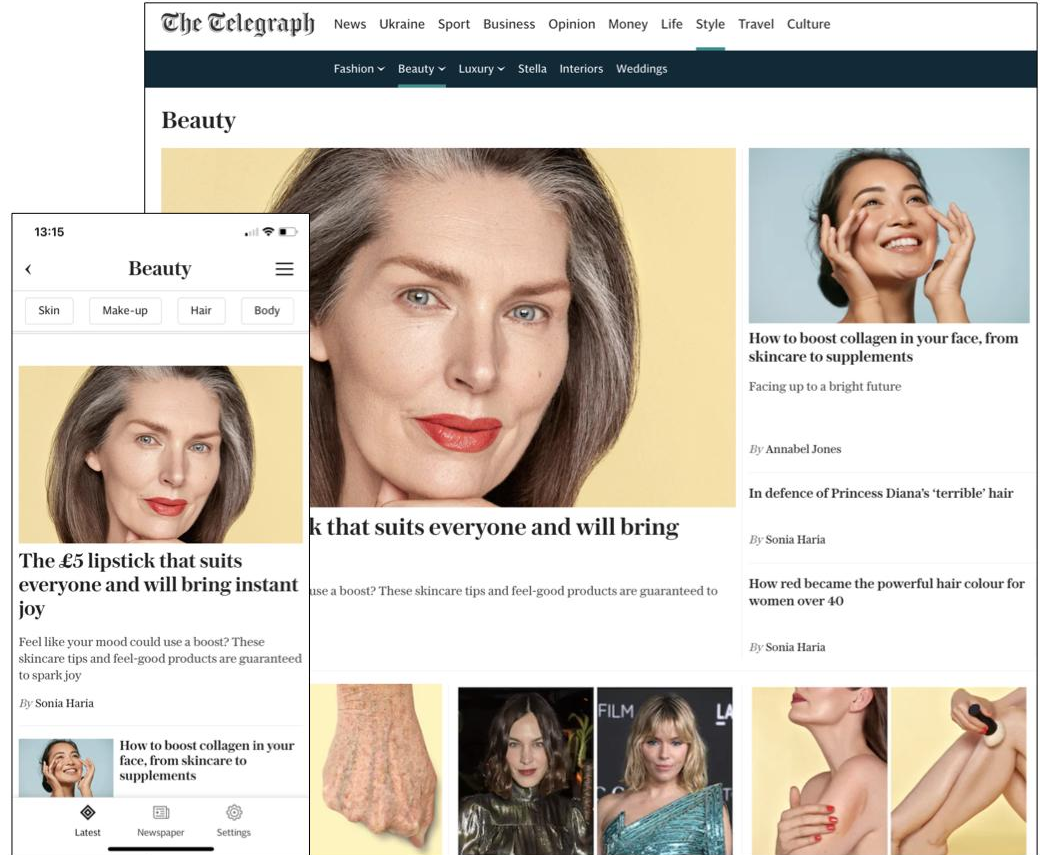 The Telegraph
News Ukraine Sport Business Opinion Money Life Style Travel Culture
Fashion Beauty Luxury Stella Interiors Weddings
Beauty
k that suits everyone and will bring
use a boost? These skincare tips and feel-good products are guaranteed to
How to boost collagen in your face, from
skincare to supplements
Facing up to a bright future
By Annabel Jones
In defence of Princess Diana's ‘terrible’ hair
By Sonia Haria
How red became the powerful hair colour for
women over 40
By Sonia Haria
FILM
LA
13:15
Beauty
Skin Make-up Hair Body
The £5 lipstick that suits
everyone and will bring instant
joy
Feel like your mood could use a boost? These
skincare tips and feel-good products are guaranteed
to spark joy
By Sonia Haria
How to boost collagen in your
face, from skincare to
supplements
Latest Newspaper Settings